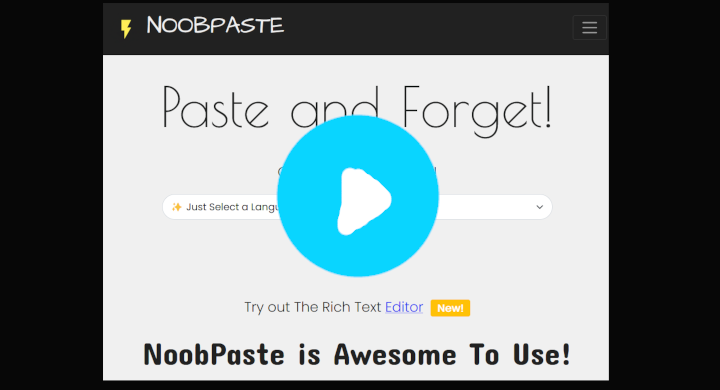 NOOBPASTE
Paste and Forget!
✨ Just Select a Langu
Try out The Rich Text Editor New!
NoobPaste is Awesome To Use!